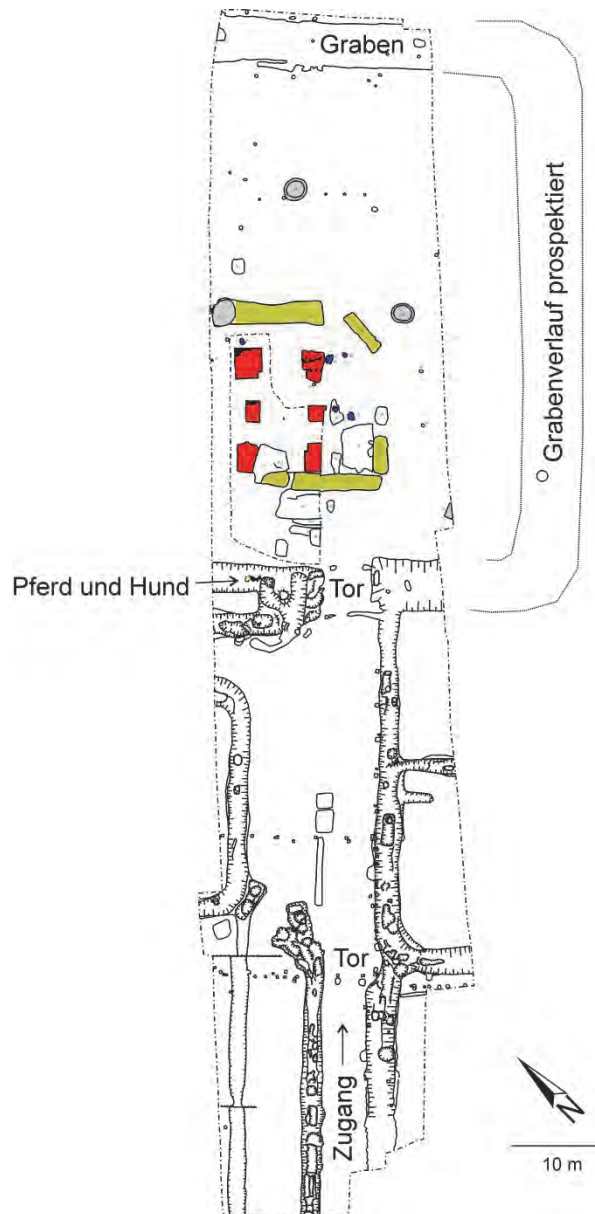 Graben
Grabenverlauf prospektiert
Pferd und Hund
Tor
Tor
Zugang
N
10 m